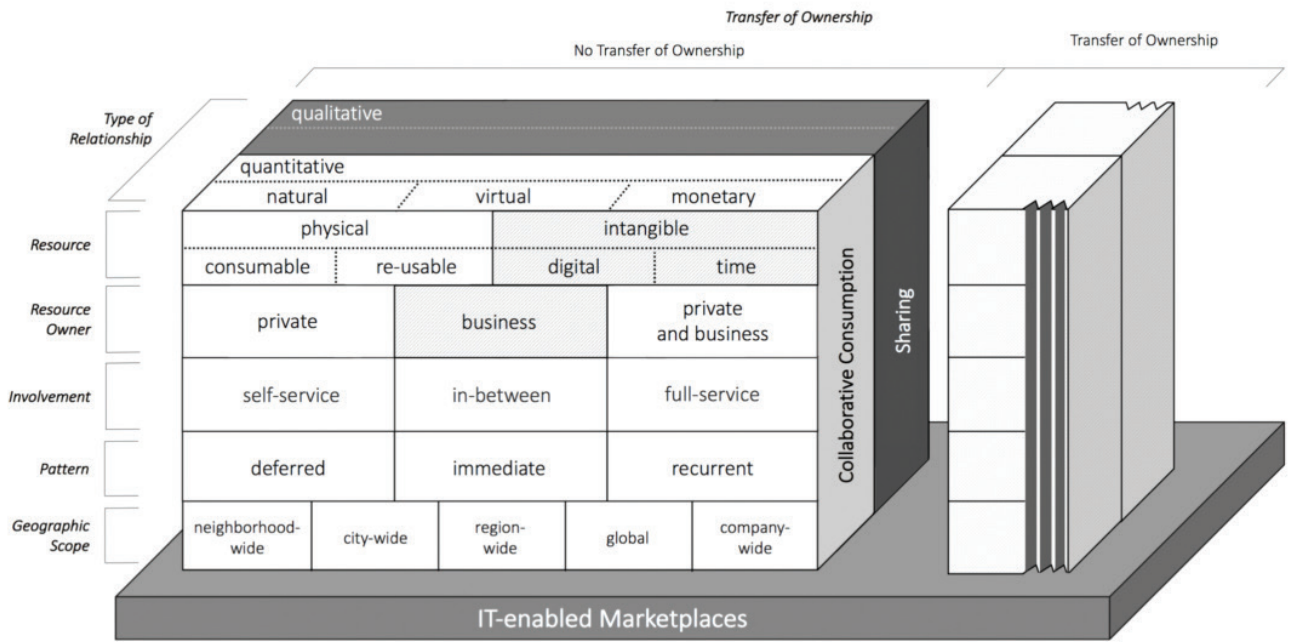 Transfer of Ownership
No Transfer of Ownership
Transfer of Ownership
Type of
Relationship
qualitative
quantitative
natural
virtual
monetary
Resource
physical
intangible
consumable
re-usable
digital
time
Resource
Owner
private
business
private
and business
Involvement
self-service
in-between
full-service
Pattern
deferred
immediate
recurrent
Geographic
Scope
neighborhood-
wide
city-wide
region-
wide
global
company-
wide
Collaborative Consumption
Sharing
IT-enabled Marketplaces